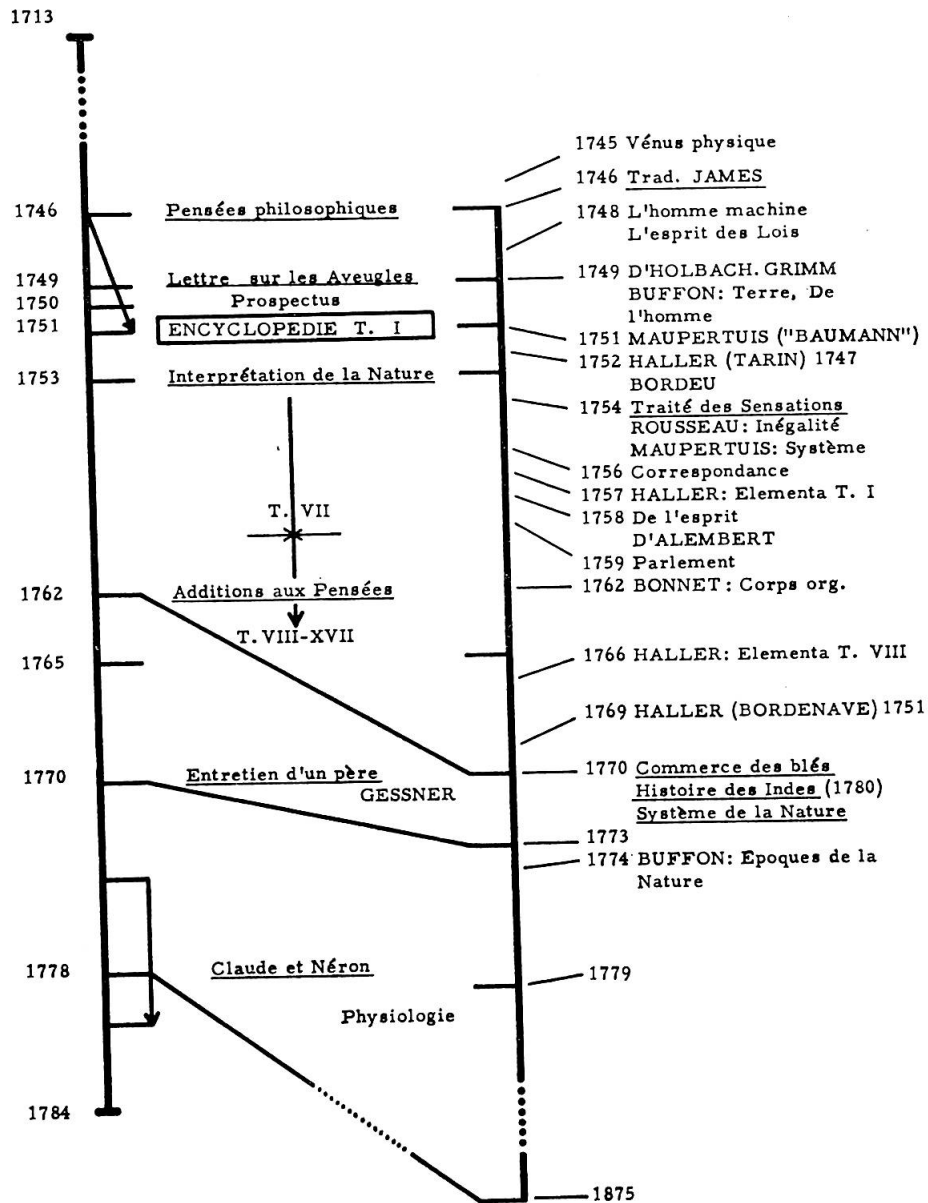 1713
1745 Vénus physique
1746 Trad. JAMES
1746 Pensées philosophiques
1748 L'homme machine
L'esprit des Lois
1749 Lettre sur les Aveugles
1749 D'HOLBACH. GRIMM
BUFFON: Terre, De
l'homme
1750 Prospectus
1751 ENCYCLOPEDIE T. I
1751 MAUPERTUIS ("BAUMANN")
1752 HALLER (TARIN) 1747
BORDEU
1753 Interprétation de la Nature
1754 Traité des Sensations
ROUSSEAU: Inégalité
MAUPERTUIS: Système
1756 Correspondance
1757 HALLER: Elementa T. I
1758 De l'esprit
D'ALEMBERT
T. VII
1759 Parlement
1762 Additions aux Pensées
1762 BONNET : Corps org.
T. VIII-XVII
1765
1766 HALLER: Elementa T. VIII
1769 HALLER (BORDENAVE) 1751
1770 Entretien d'un père
GESSNER
1770 Commerce des blés
Histoire des Indes (1780)
Système de la Nature
1773
1774 BUFFON: Epoques de la
Nature
1778 Claude et Néron
1779
Physiologie
1784
1875